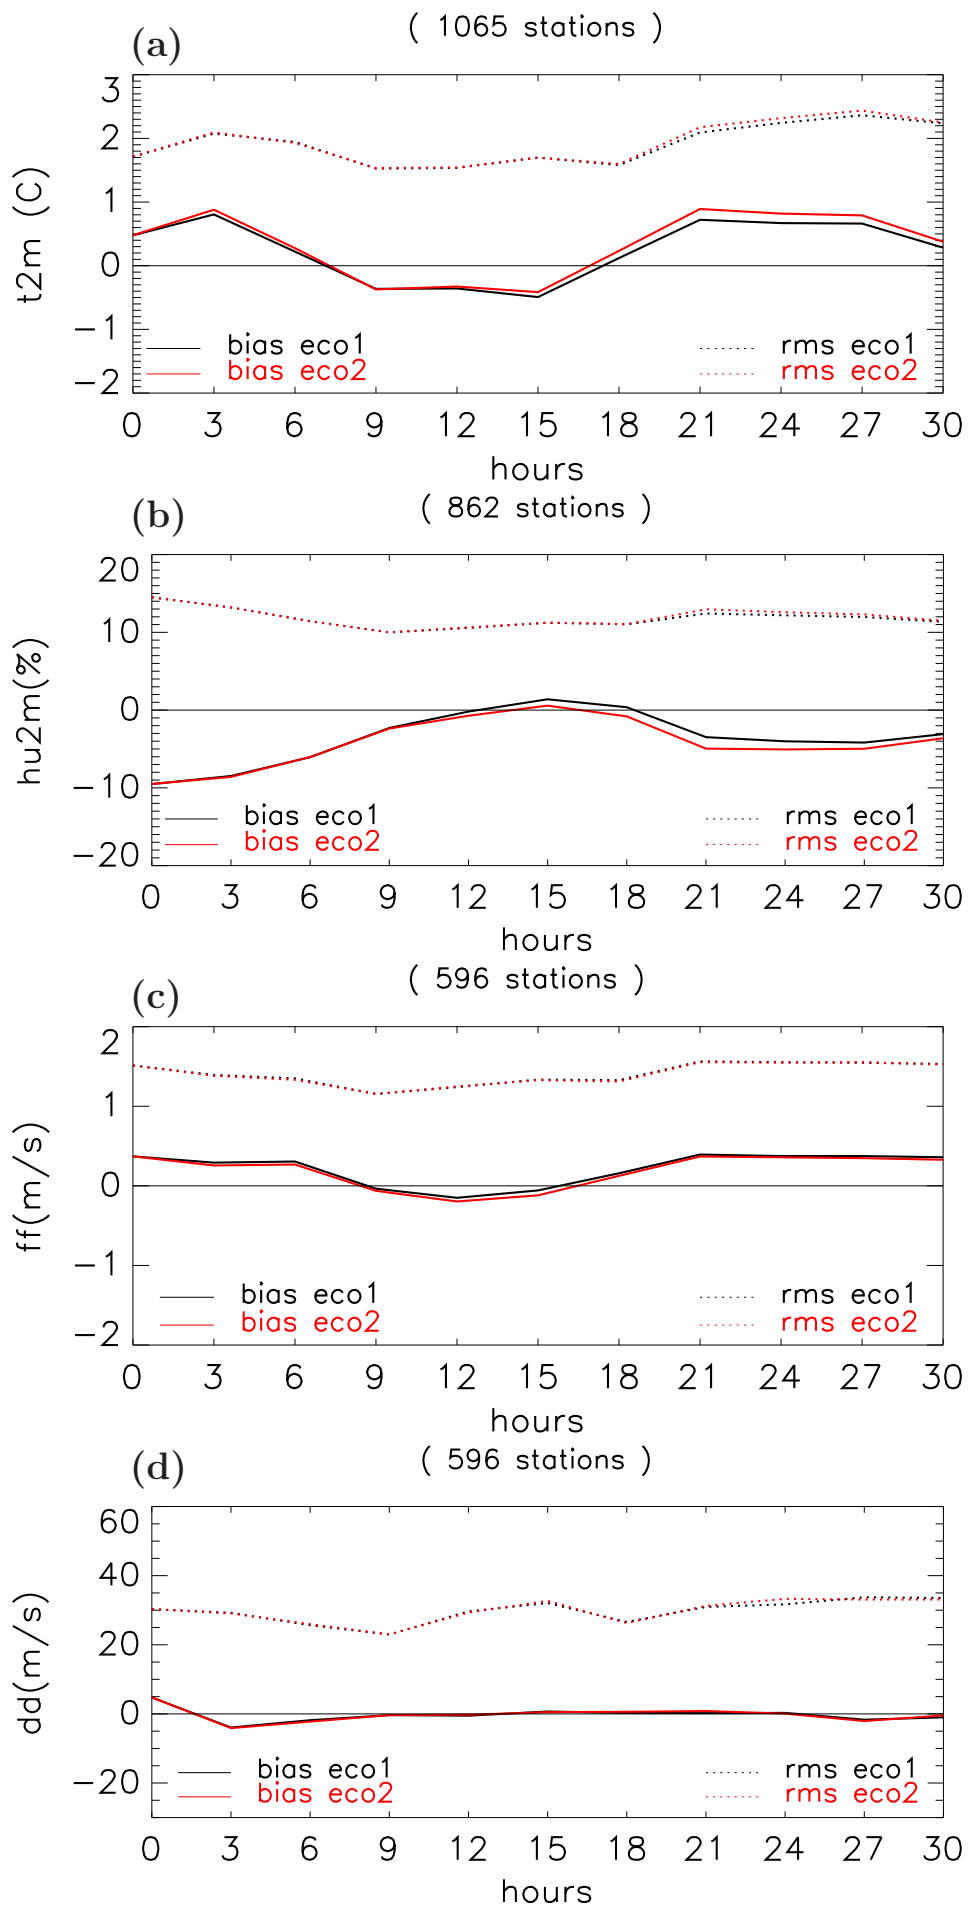 ( 1065 stations )
(a)
t2m (C)
3
2
1
0
−1
−2
bias eco1
bias eco2
rms eco1
rms eco2
0 3 6 9 12 15 18 21 24 27 30
hours
( 862 stations )
(b)
hu2m(%)
20
10
0
−10
−20
bias eco1
bias eco2
rms eco1
rms eco2
0 3 6 9 12 15 18 21 24 27 30
hours
( 596 stations )
(c)
ff(m/s)
2
1
0
−1
−2
bias eco1
bias eco2
rms eco1
rms eco2
0 3 6 9 12 15 18 21 24 27 30
hours
( 596 stations )
(d)
dd(m/s)
60
40
20
0
−20
bias eco1
bias eco2
rms eco1
rms eco2
0 3 6 9 12 15 18 21 24 27 30
hours